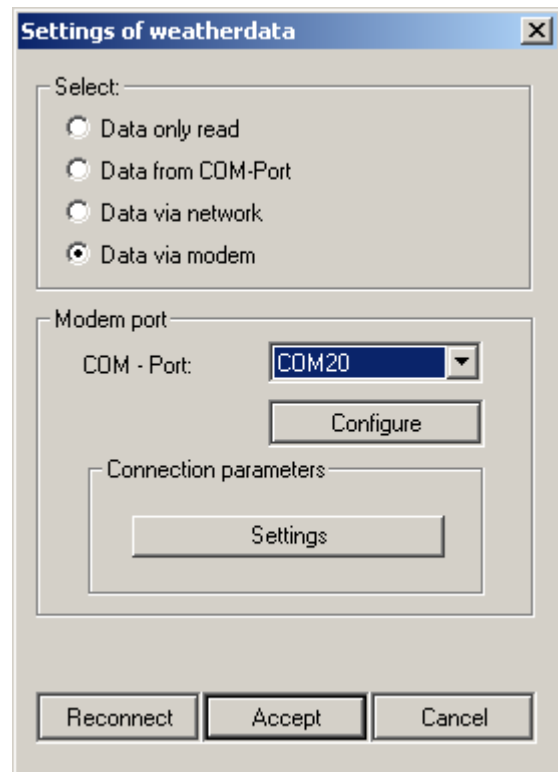 Settings of weatherdata
Select:
Data only read
Data from COM-Port
Data via network
Data via modem
Modem port
COM - Port: COM20
Configure
Connection parameters
Settings
Reconnect Accept Cancel